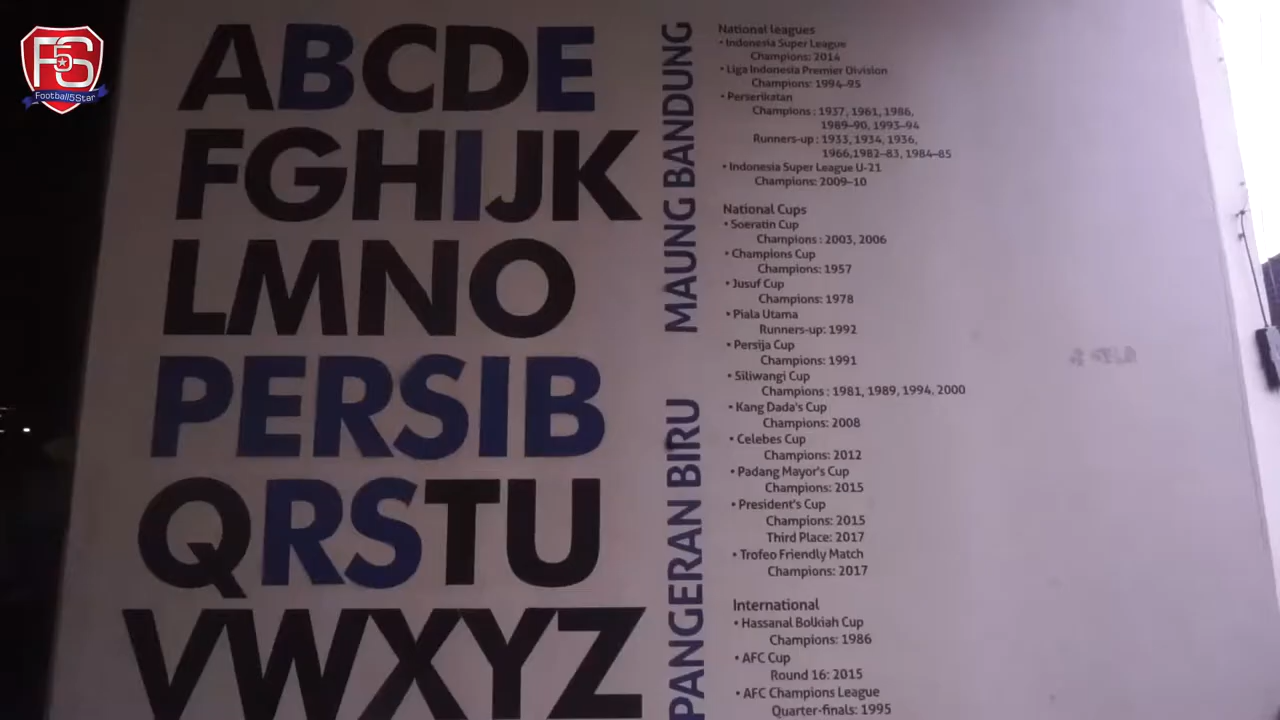 F5S
Football5Star
ABCDE
FGHIJK
LMNO
PERSIB
QRSTU
VWXYZ
MAUNG BANDUNG
PANGERAN BIRU
National leagues
• Indonesia Super League
Champions: 2014
• Liga Indonesia Premier Division
Champions: 1994–95
• Perserikatan
Champions : 1937, 1961, 1986,
1989–90, 1993–94
Runners-up : 1933, 1934, 1936,
1966,1982–83, 1984–85
• Indonesia Super League U-21
Champions: 2009–10
National Cups
• Soeratin Cup
Champions : 2003, 2006
• Champions Cup
Champions: 1957
• Jusuf Cup
Champions: 1978
• Piala Utama
Runners-up: 1992
• Persija Cup
Champions: 1991
• Siliwangi Cup
Champions : 1981, 1989, 1994, 2000
• Kang Dada's Cup
Champions: 2008
• Celebes Cup
Champions: 2012
• Padang Mayor's Cup
Champions: 2015
• President's Cup
Champions: 2015
Third Place: 2017
• Trofeo Friendly Match
Champions: 2017
International
• Hassanal Bolkiah Cup
Champions: 1986
• AFC Cup
Round 16: 2015
• AFC Champions League
Quarter-finals: 1995